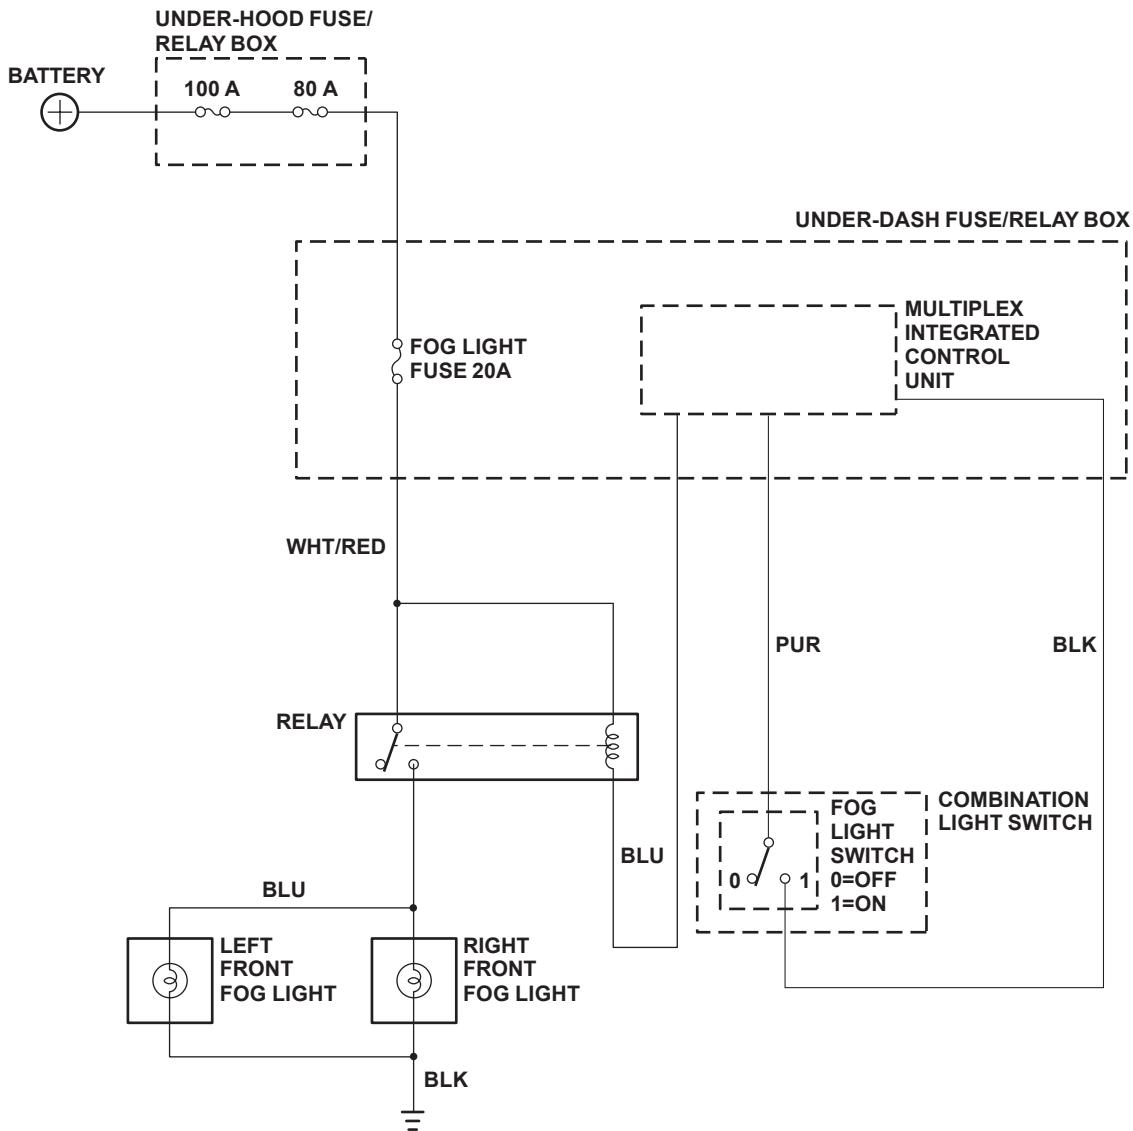 UNDER-HOOD FUSE/
RELAY BOX
BATTERY
100 A
80 A
UNDER-DASH FUSE/RELAY BOX
MULTIPLEX
INTEGRATED
CONTROL
UNIT
FOG LIGHT
FUSE 20A
WHT/RED
PUR
BLK
RELAY
COMBINATION
LIGHT SWITCH
FOG
LIGHT
SWITCH
0=OFF
1=ON
0
1
BLU
BLU
LEFT
FRONT
FOG LIGHT
RIGHT
FRONT
FOG LIGHT
BLK